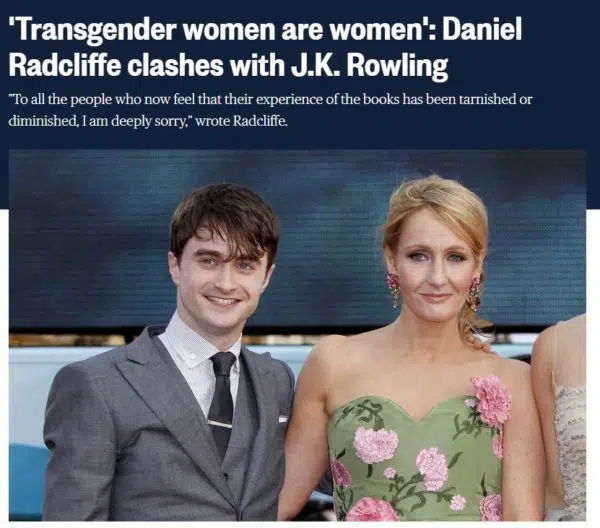 'Transgender women are women': Daniel
Radcliffe clashes with J.K. Rowling
"To all the people who now feel that their experience of the books has been tarnished or
diminished, I am deeply sorry," wrote Radcliffe.